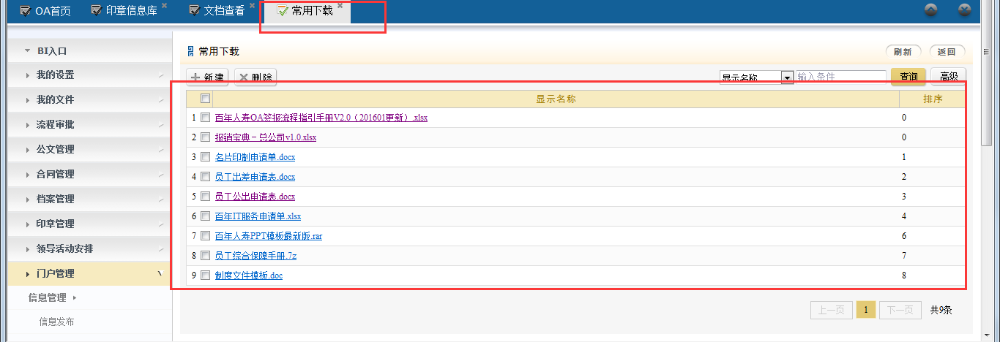 OA首页 印章信息库 文档查看 常用下载
BI入口
我的设置
我的文件
流程审批
公文管理
合同管理
档案管理
印章管理
领导活动安排
门户管理
信息管理
信息发布
常用下载 刷新 返回
新建 删除 显示名称 输入条件 查询 高级
显示名称 排序
1 百年人寿OA签报流程指引手册V2.0（201601更新）.xlsx 0
2 报销宝典－总公司v1.0.xlsx 0
3 名片印制申请单.docx 1
4 员工出差申请表.docx 2
5 员工公出申请表.docx 3
6 百年IT服务申请单.xlsx 4
7 百年人寿PPT模板最新版.rar 6
8 员工综合保障手册.7z 7
9 制度文件模板.doc 8
上一页 1 下一页 共9条